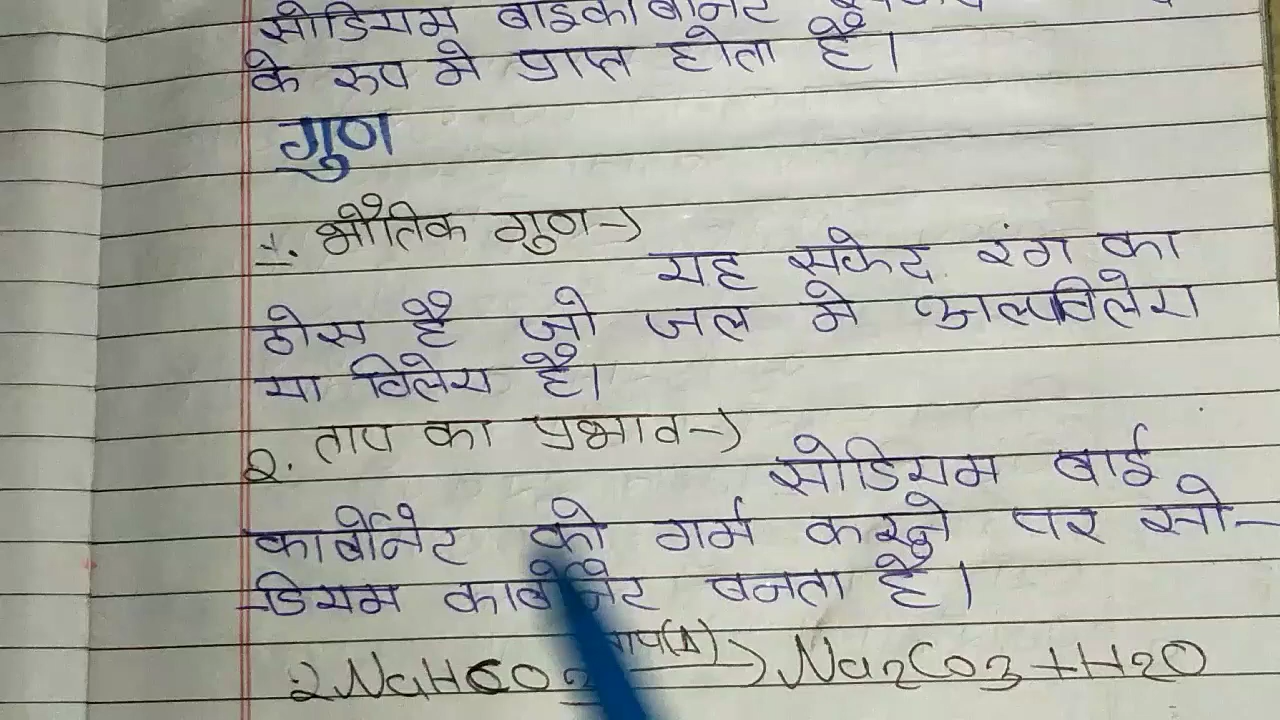 सोडियम बाइकार्बोनेट
के रूप मे प्राप्त होता है।
गुण
1. भौतिक गुण→
यह सफेद रंग का
ठोस है जो जल मे अल्पविलेय
या विलेय है।
2. ताप का प्रभाव→
सोडियम बाई
कार्बोनेट को गर्म करने पर सो-
डियम कार्बोनेट बनता है।
2NaHCO3 ताप(Δ)→ Na2CO3+H2O